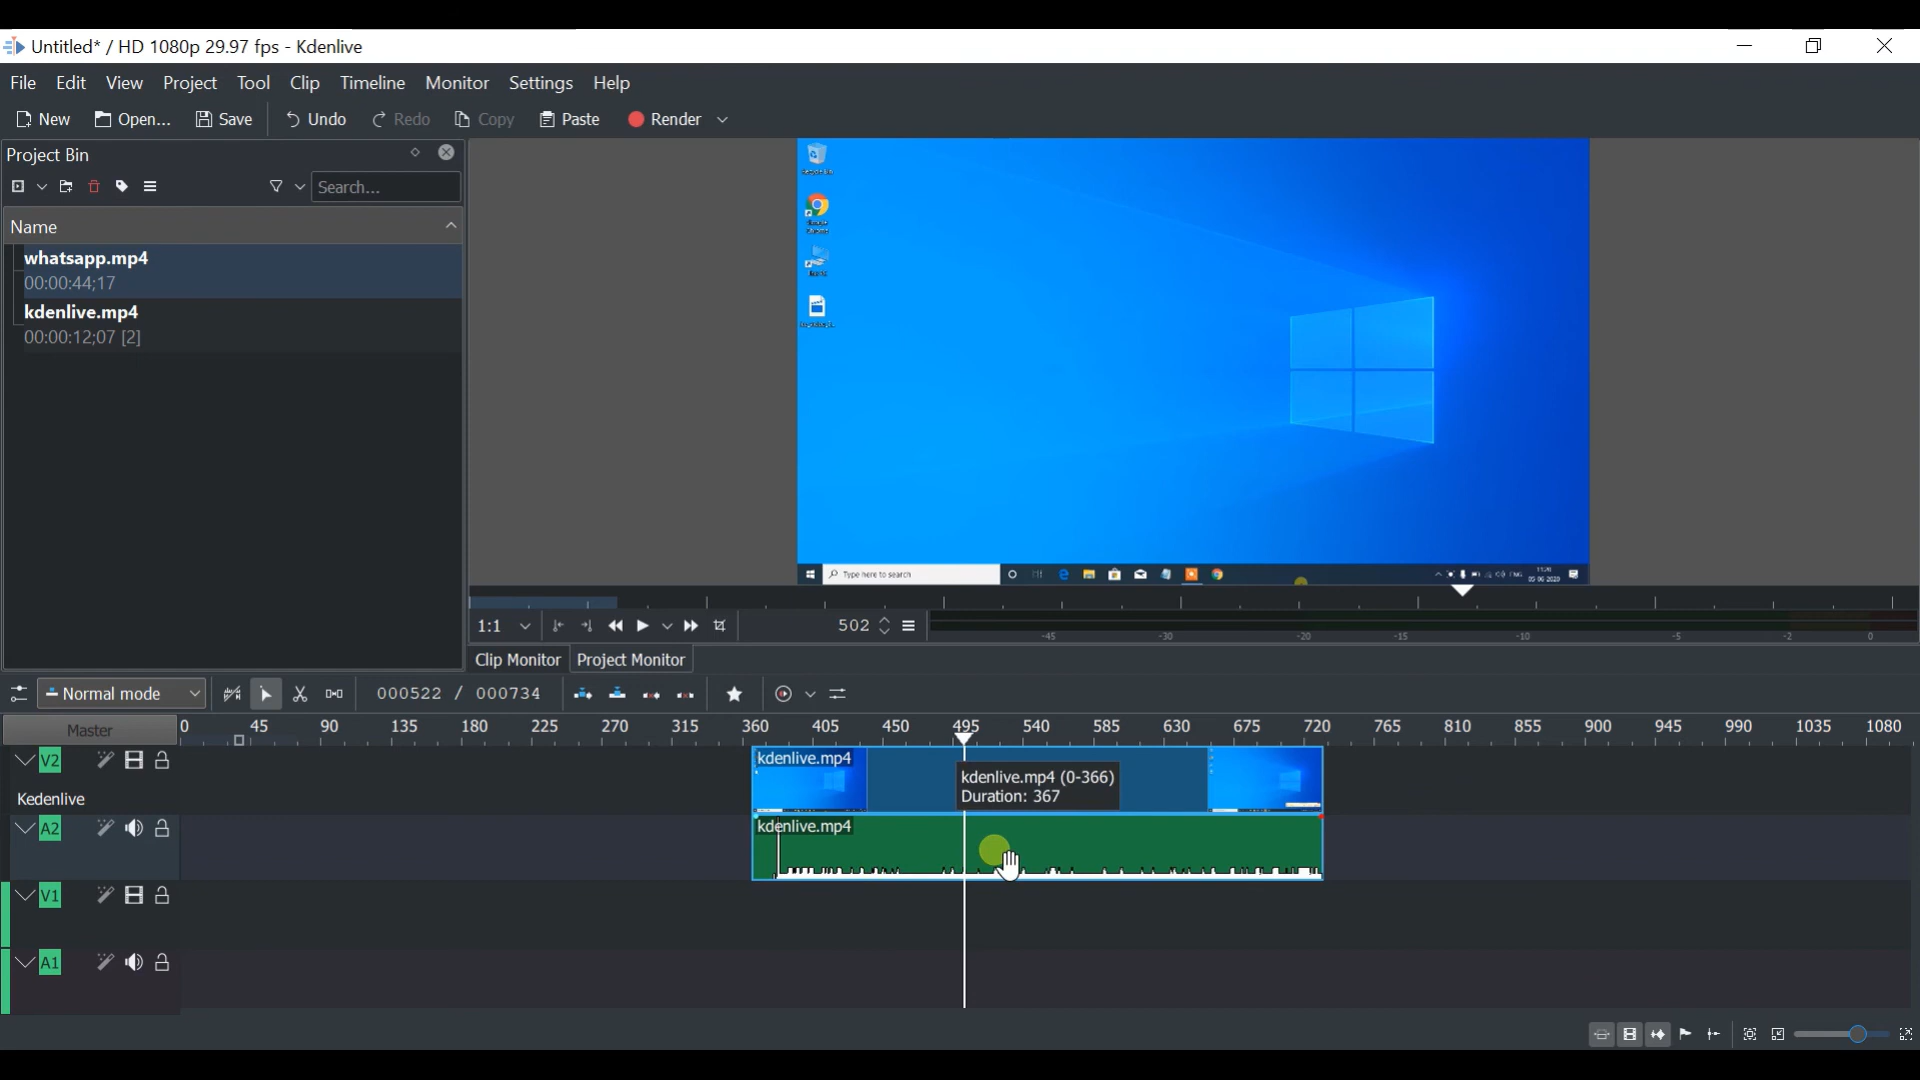 Untitled* / HD 1080p 29.97 fps - Kdenlive
File Edit View Project Tool Clip Timeline Monitor Settings Help
New Open... Save Undo Redo Copy Paste Render
Project Bin
Search...
Name
whatsapp.mp4
00:00:44;17
kdenlive.mp4
00:00:12;07 [2]
Type here to search
1:1 502 -45 -30 -20 -15 -10 -5 -2 0
Clip Monitor Project Monitor
Normal mode 000522 / 000734
Master 0 45 90 135 180 225 270 315 360 405 450 495 540 585 630 675 720 765 810 855 900 945 990 1035 1080
V2 kdenlive.mp4
kdenlive.mp4 (0-366)
Duration: 367
Kedenlive
A2 kdenlive.mp4
V1
A1